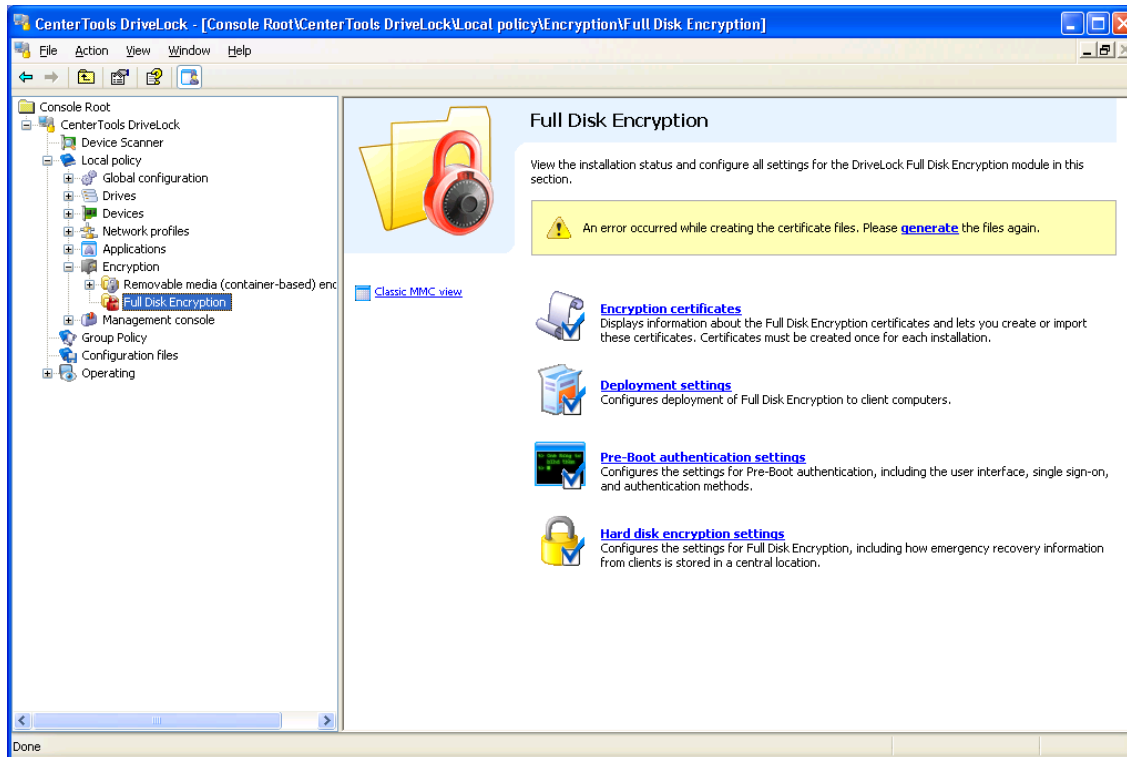 CenterTools DriveLock - [Console Root\CenterTools DriveLock\Local policy\Encryption\Full Disk Encryption]
File Action View Window Help
Console Root
CenterTools DriveLock
Device Scanner
Local policy
Global configuration
Drives
Devices
Network profiles
Applications
Encryption
Removable media (container-based) enc
Full Disk Encryption
Management console
Group Policy
Configuration files
Operating
Full Disk Encryption
View the installation status and configure all settings for the DriveLock Full Disk Encryption module in this
section.
An error occurred while creating the certificate files. Please generate the files again.
Classic MMC view
Encryption certificates
Displays information about the Full Disk Encryption certificates and lets you create or import
these certificates. Certificates must be created once for each installation.
Deployment settings
Configures deployment of Full Disk Encryption to client computers.
Pre-Boot authentication settings
Configures the settings for Pre-Boot authentication, including the user interface, single sign-on,
and authentication methods.
Hard disk encryption settings
Configures the settings for Full Disk Encryption, including how emergency recovery information
from clients is stored in a central location.
Done